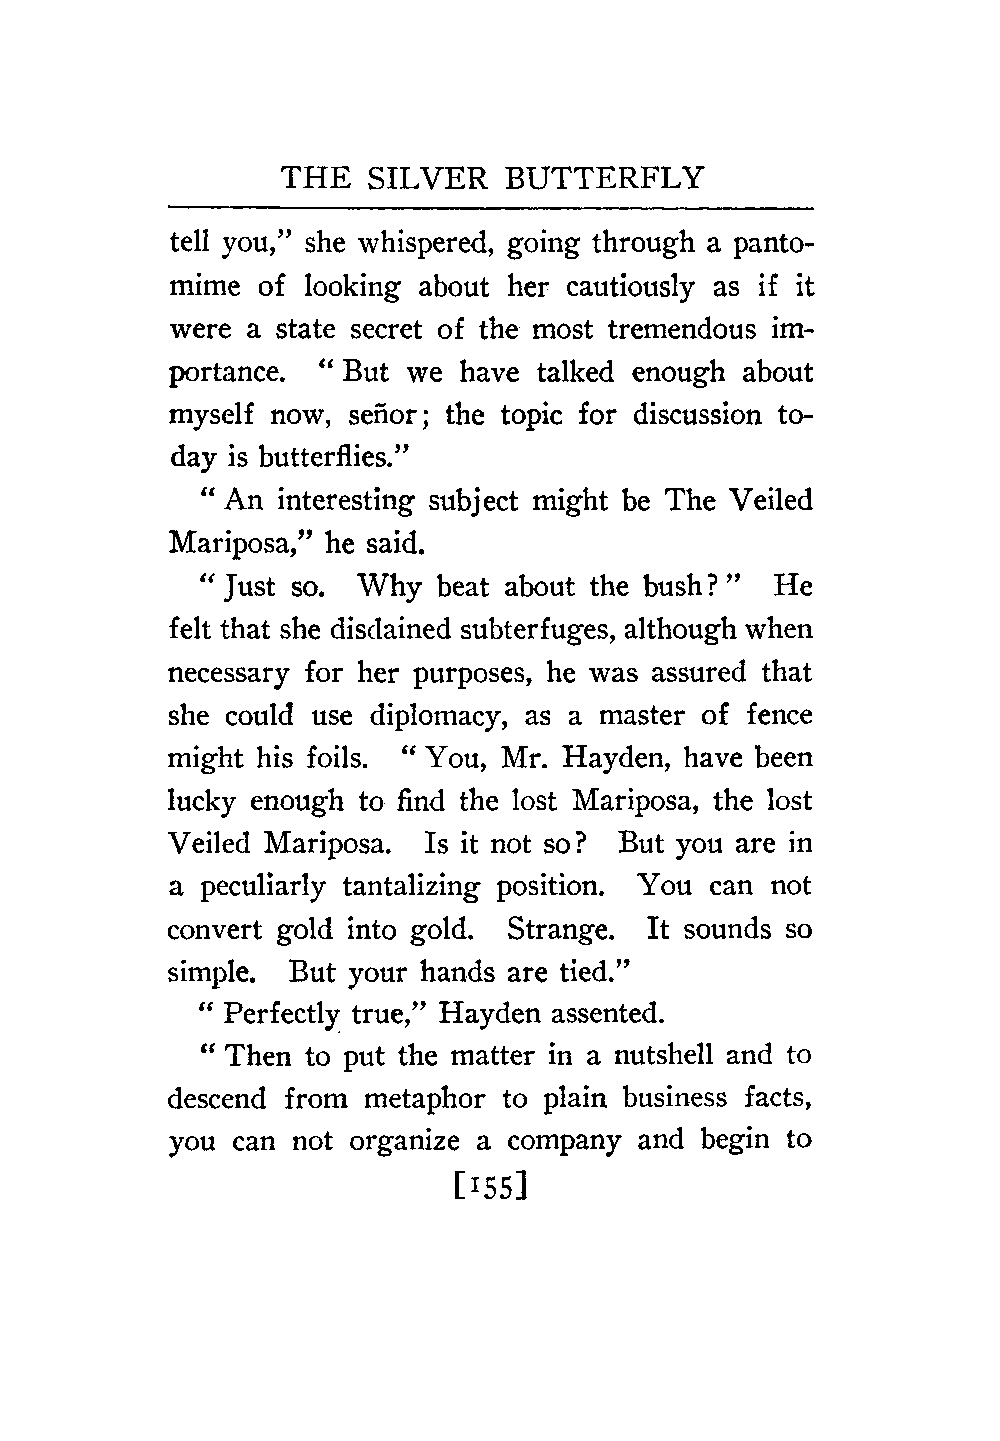 THE SILVER BUTTERFLY
tell you,” she whispered, going through a panto-
mime of looking about her cautiously as if it
were a state secret of the most tremendous im-
portance. “ But we have talked enough about
myself now, señor; the topic for discussion to-
day is butterflies.”
“ An interesting subject might be The Veiled
Mariposa,” he said.
“ Just so. Why beat about the bush? ” He
felt that she disdained subterfuges, although when
necessary for her purposes, he was assured that
she could use diplomacy, as a master of fence
might his foils. “ You, Mr. Hayden, have been
lucky enough to find the lost Mariposa, the lost
Veiled Mariposa. Is it not so? But you are in
a peculiarly tantalizing position. You can not
convert gold into gold. Strange. It sounds so
simple. But your hands are tied.”
“ Perfectly true,” Hayden assented.
“ Then to put the matter in a nutshell and to
descend from metaphor to plain business facts,
you can not organize a company and begin to
[155]